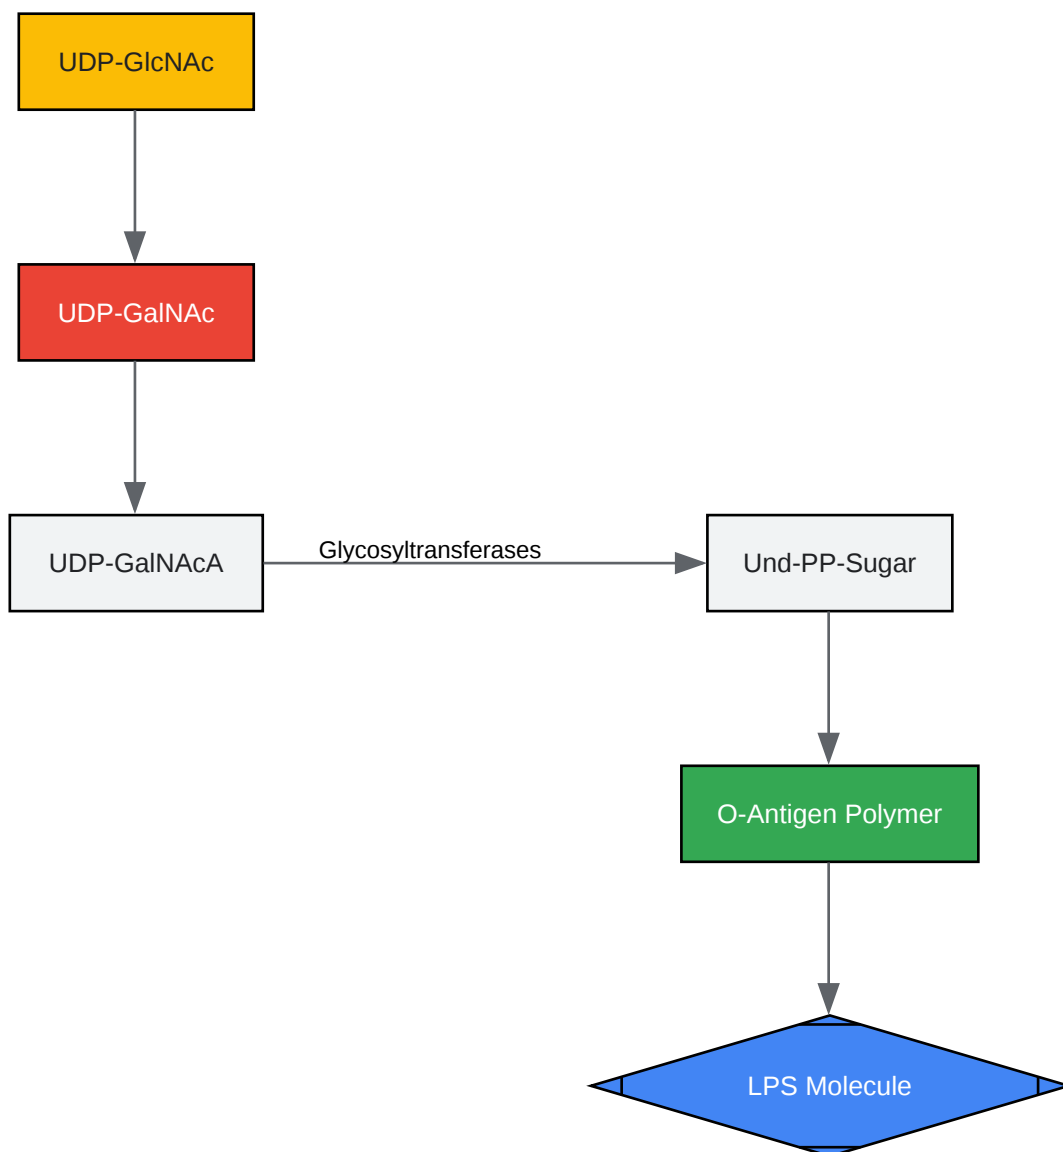 UDP-GlcNAc
UDP-GalNAc
UDP-GalNAcA
Glycosyltransferases
Und-PP-Sugar
O-Antigen Polymer
LPS Molecule